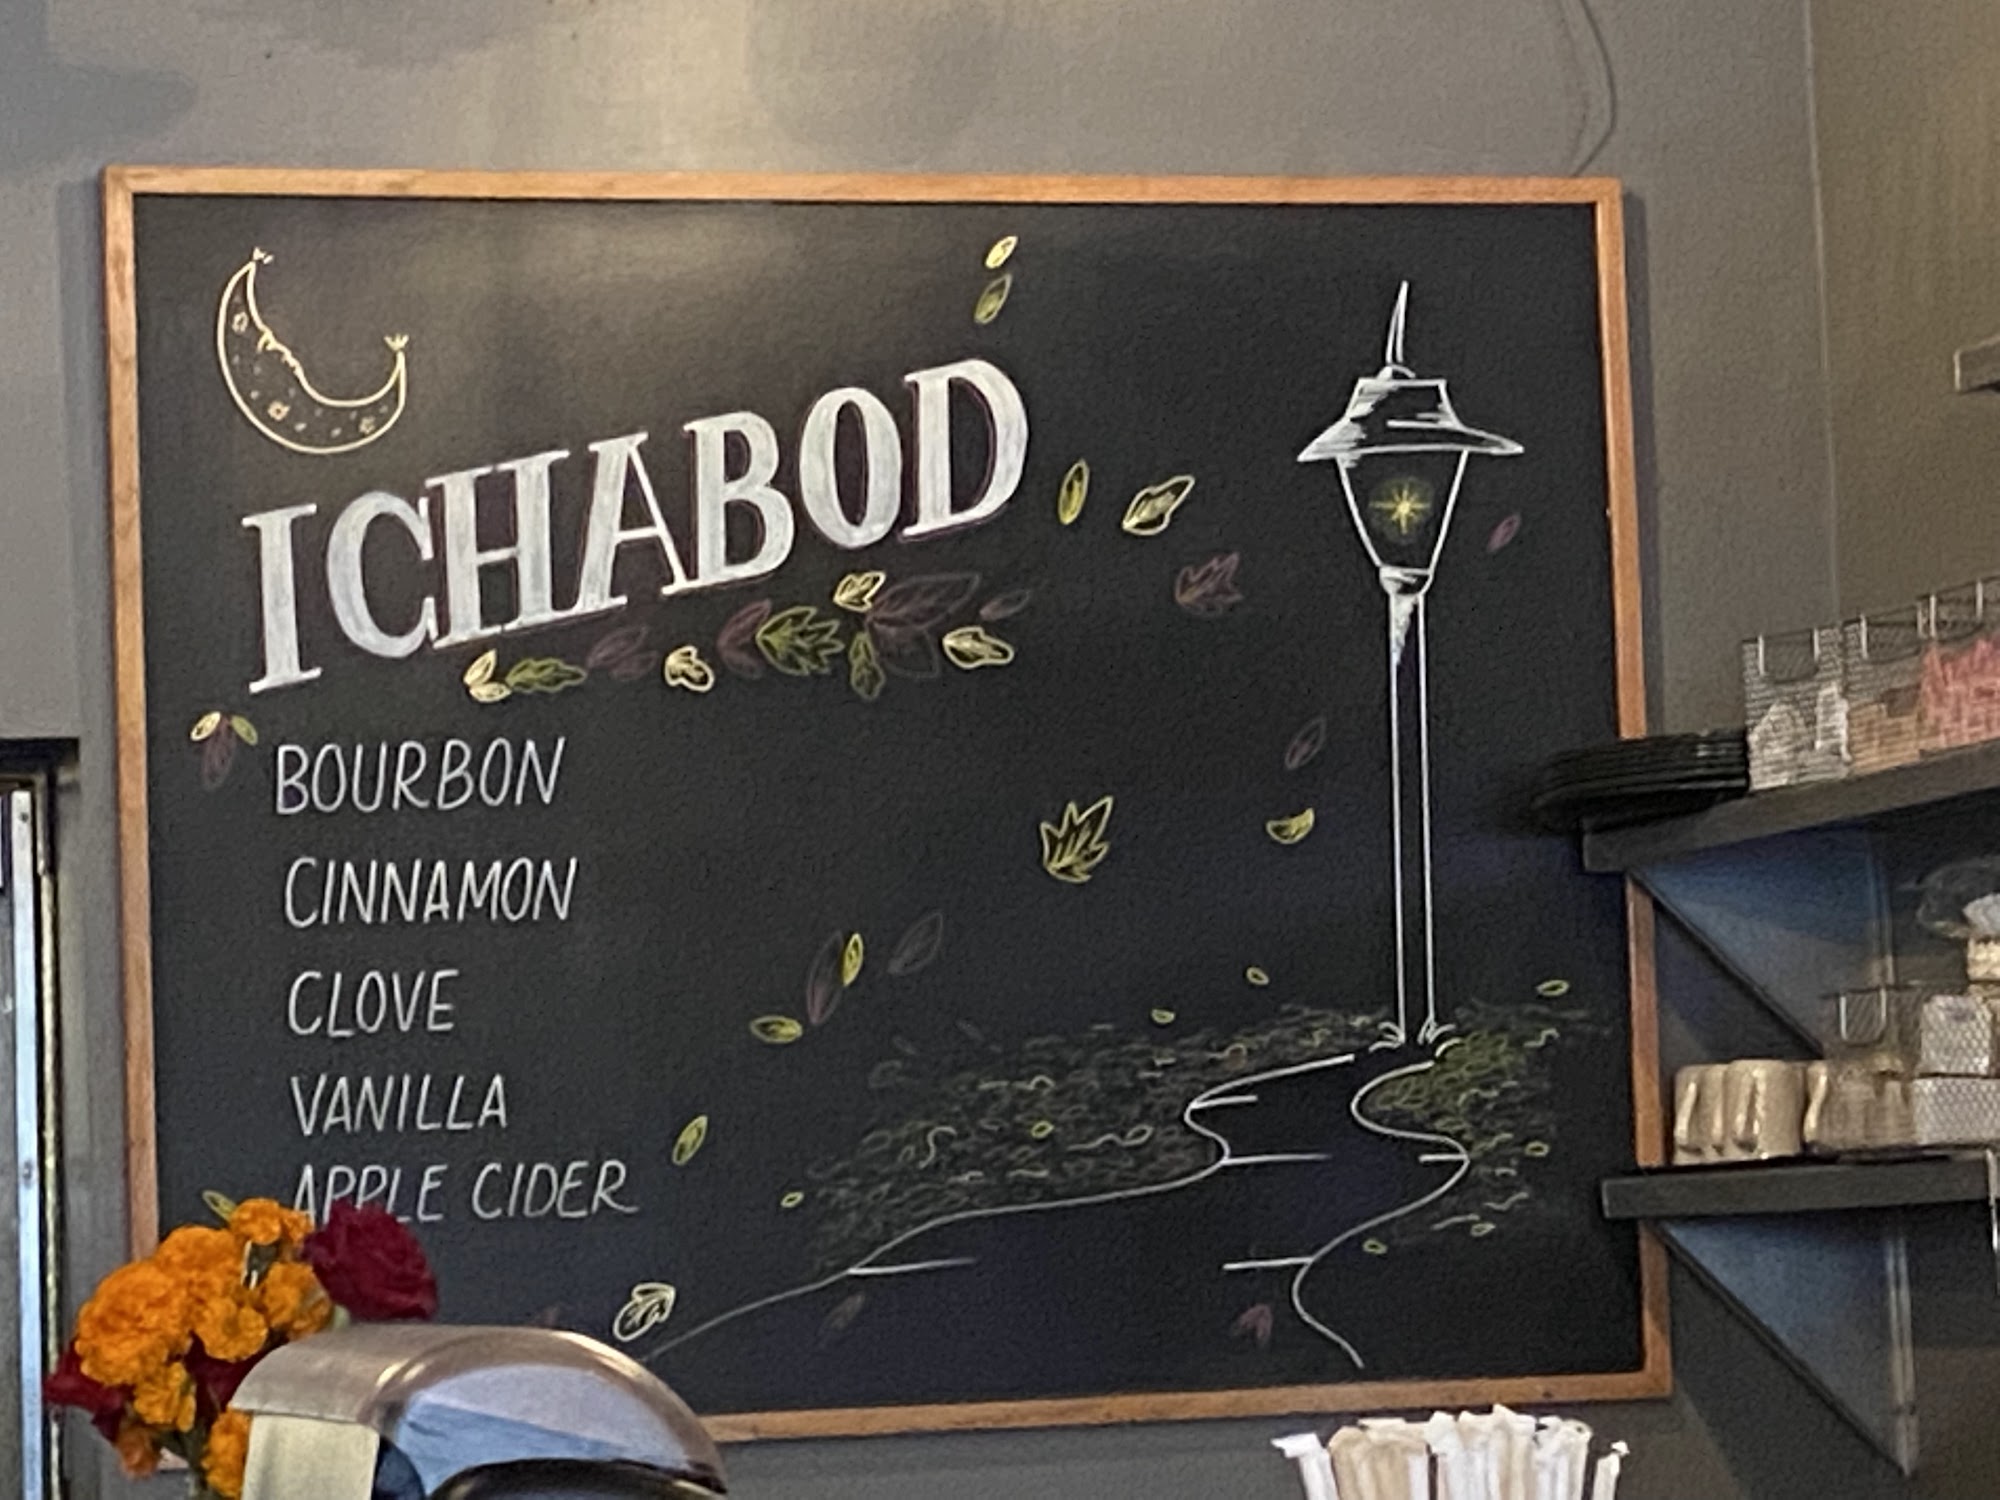 ICHABOD
BOURBON
CINNAMON
CLOVE
VANILLA
APPLE CIDER